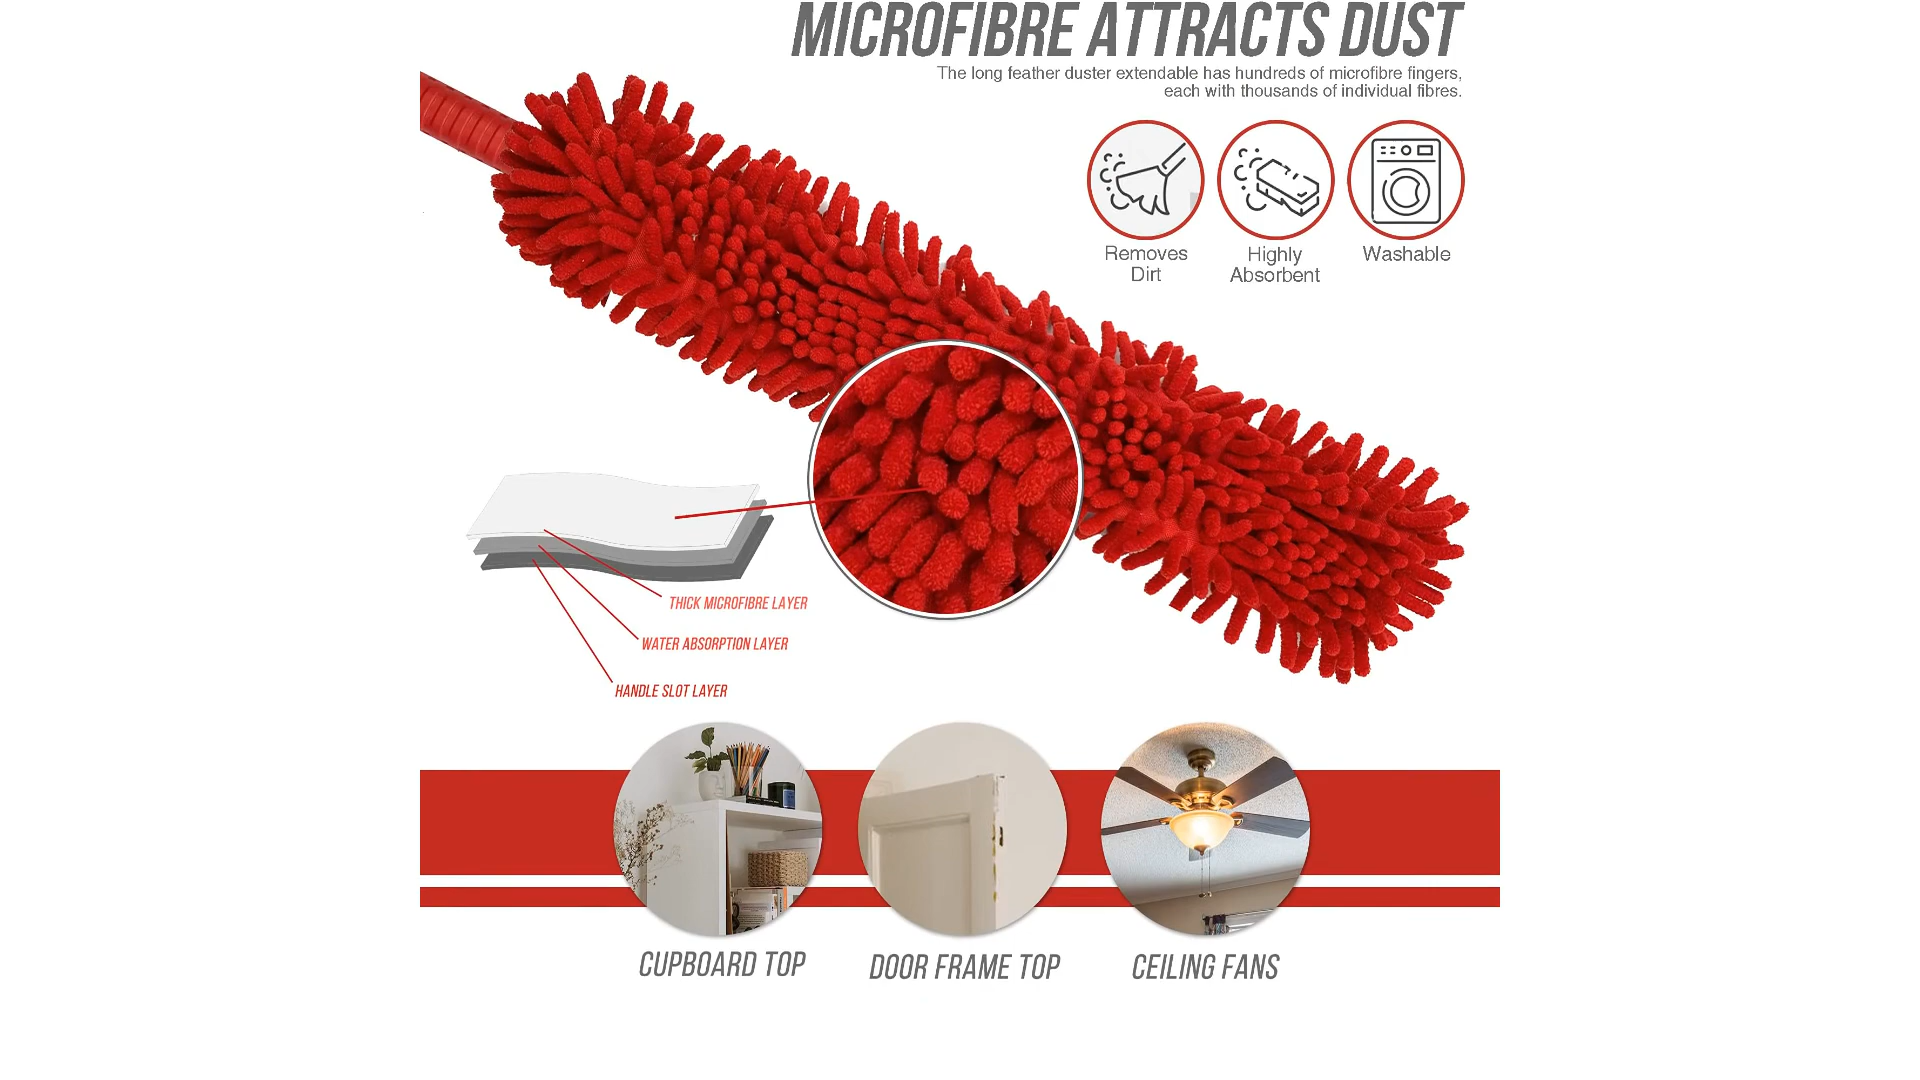 MICROFIBRE ATTRACTS DUST
The long feather duster extendable has hundreds of microfibre fingers,
each with thousands of individual fibres.
Removes
Dirt
Highly
Absorbent
Washable
THICK MICROFIBRE LAYER
WATER ABSORPTION LAYER
HANDLE SLOT LAYER
CUPBOARD TOP
DOOR FRAME TOP
CEILING FANS